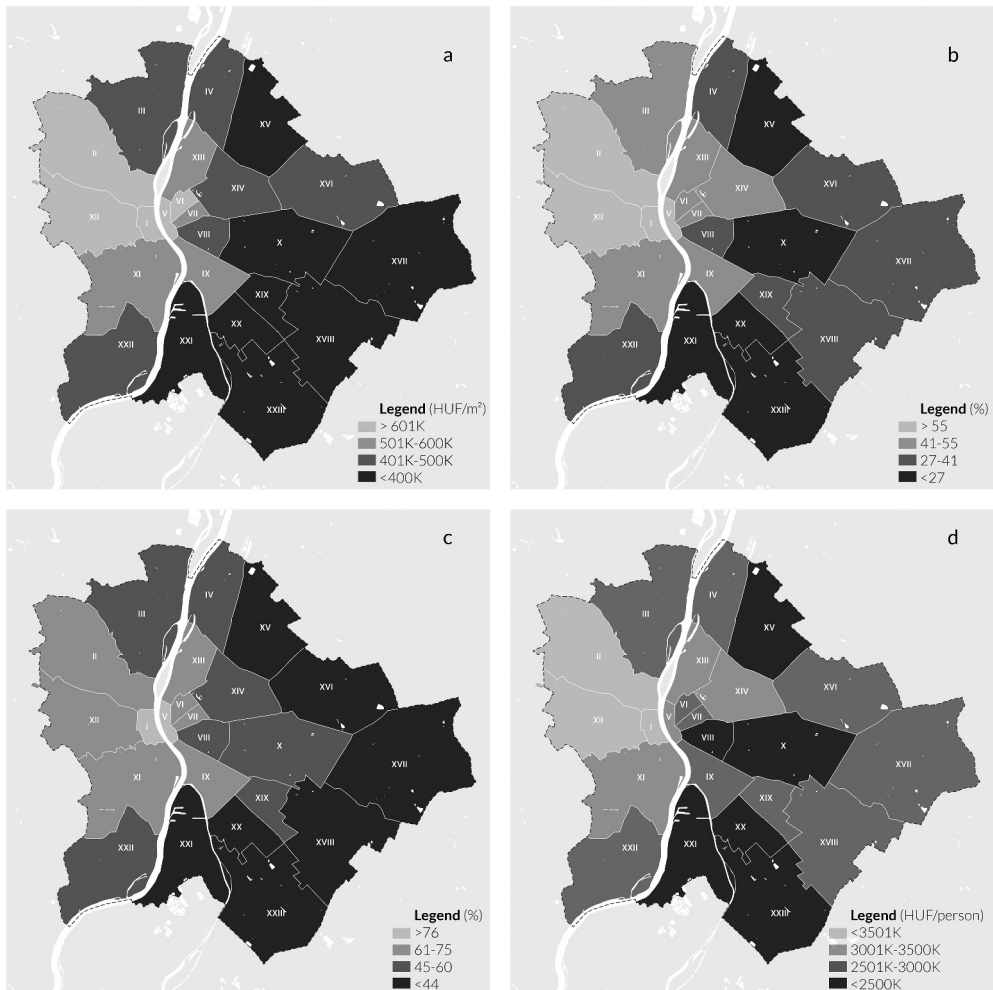 a
III
IV
XV
II
XIII
XIV
XVI
VI
XII
I
V
VII
VIII
X
XVII
XI
IX
XIX
XX
XXI
XVIII
XXII
XXIII
Legend (HUF/m²)
> 601K
501K-600K
401K-500K
<400K
b
III
IV
XV
II
XIII
XIV
XVI
VI
XII
I
V
VII
VIII
X
XVII
XI
IX
XIX
XX
XXI
XVIII
XXII
XXIII
Legend (%)
> 55
41-55
27-41
<27
c
III
IV
XV
II
XIII
XIV
XVI
VI
XII
I
V
VII
VIII
X
XVII
XI
IX
XIX
XX
XXI
XVIII
XXII
XXIII
Legend (%)
>76
61-75
45-60
<44
d
III
IV
XV
II
XIII
XIV
XVI
VI
XII
I
V
VII
VIII
X
XVII
XI
IX
XIX
XX
XXI
XVIII
XXII
XXIII
Legend (HUF/person)
<3501K
3001K-3500K
2501K-3000K
<2500K